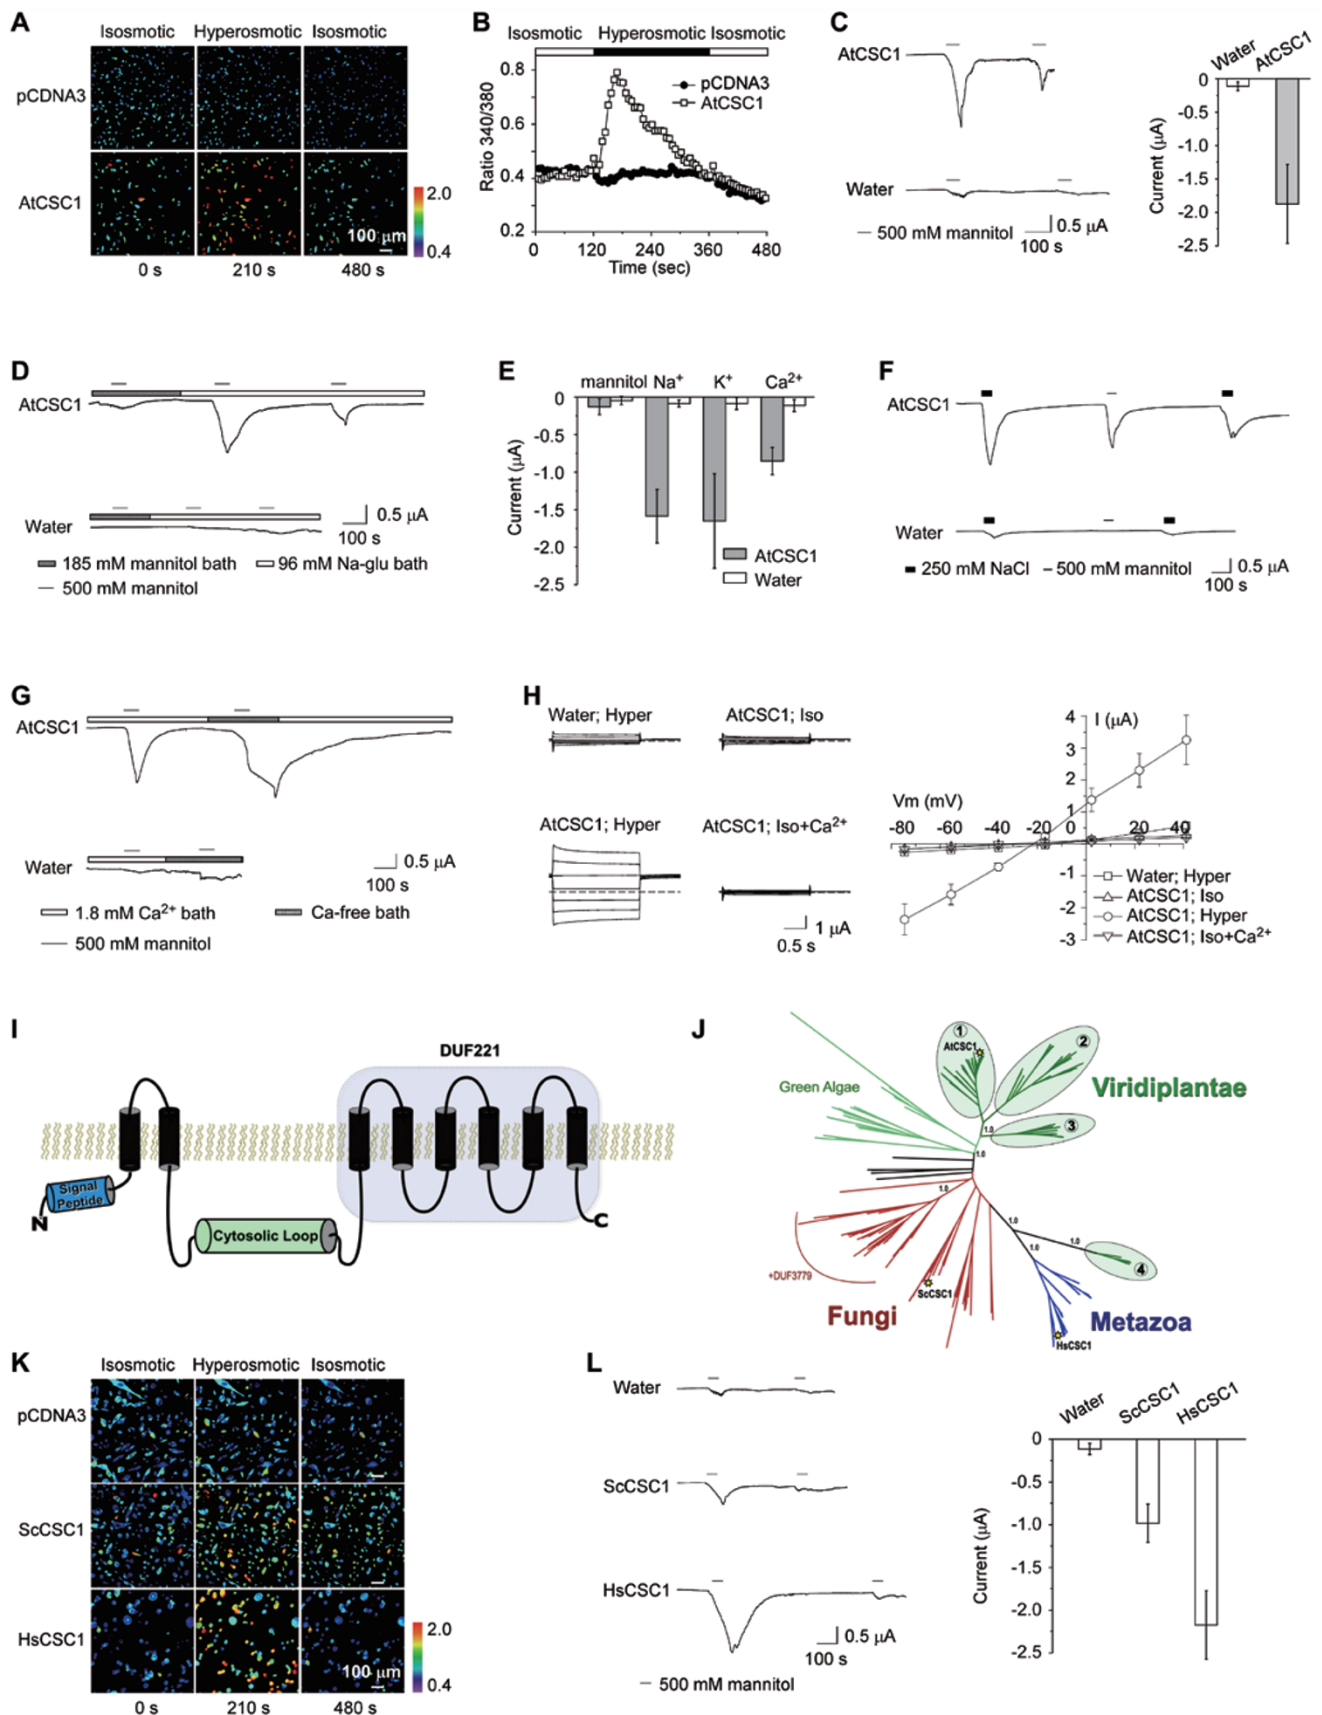 A
Isosmotic Hyperosmotic Isosmotic
pCDNA3
AtCSC1
100 µm
2.0
0.4
0 s 210 s 480 s
B
Isosmotic Hyperosmotic Isosmotic
0.8
0.6
0.4
0.2
Ratio 340/380
pCDNA3
AtCSC1
0 120 240 360 480
Time (sec)
C
AtCSC1
Water
— 500 mM mannitol
0.5 µA
100 s
Water AtCSC1
0
-0.5
-1.0
-1.5
-2.0
-2.5
Current (µA)
D
AtCSC1
Water
0.5 µA
100 s
185 mM mannitol bath
96 mM Na-glu bath
— 500 mM mannitol
E
mannitol Na+ K+ Ca2+
0
-0.5
-1.0
-1.5
-2.0
-2.5
Current (µA)
AtCSC1
Water
F
AtCSC1
Water
250 mM NaCl – 500 mM mannitol
0.5 µA
100 s
G
AtCSC1
Water
0.5 µA
100 s
1.8 mM Ca2+ bath
Ca-free bath
— 500 mM mannitol
H
Water; Hyper
AtCSC1; Iso
AtCSC1; Hyper
AtCSC1; Iso+Ca2+
1 µA
0.5 s
I (µA)
Vm (mV)
4
3
2
1
0
-1
-2
-3
-80 -60 -40 -20 20 40
Water; Hyper
AtCSC1; Iso
AtCSC1; Hyper
AtCSC1; Iso+Ca2+
I
DUF221
Signal
Peptide
N
Cytosolic Loop
C
J
1
AtCSC1
2
Green Algae
Viridiplantae
3
1.0
1.0
1.0
1.0
1.0
1.0
4
+DUF3779
ScCSC1
Fungi
Metazoa
HsCSC1
K
Isosmotic Hyperosmotic Isosmotic
pCDNA3
ScCSC1
HsCSC1
100 µm
2.0
0.4
0 s 210 s 480 s
L
Water
ScCSC1
HsCSC1
0.5 µA
100 s
— 500 mM mannitol
Water ScCSC1 HsCSC1
0
-0.5
-1.0
-1.5
-2.0
-2.5
Current (µA)